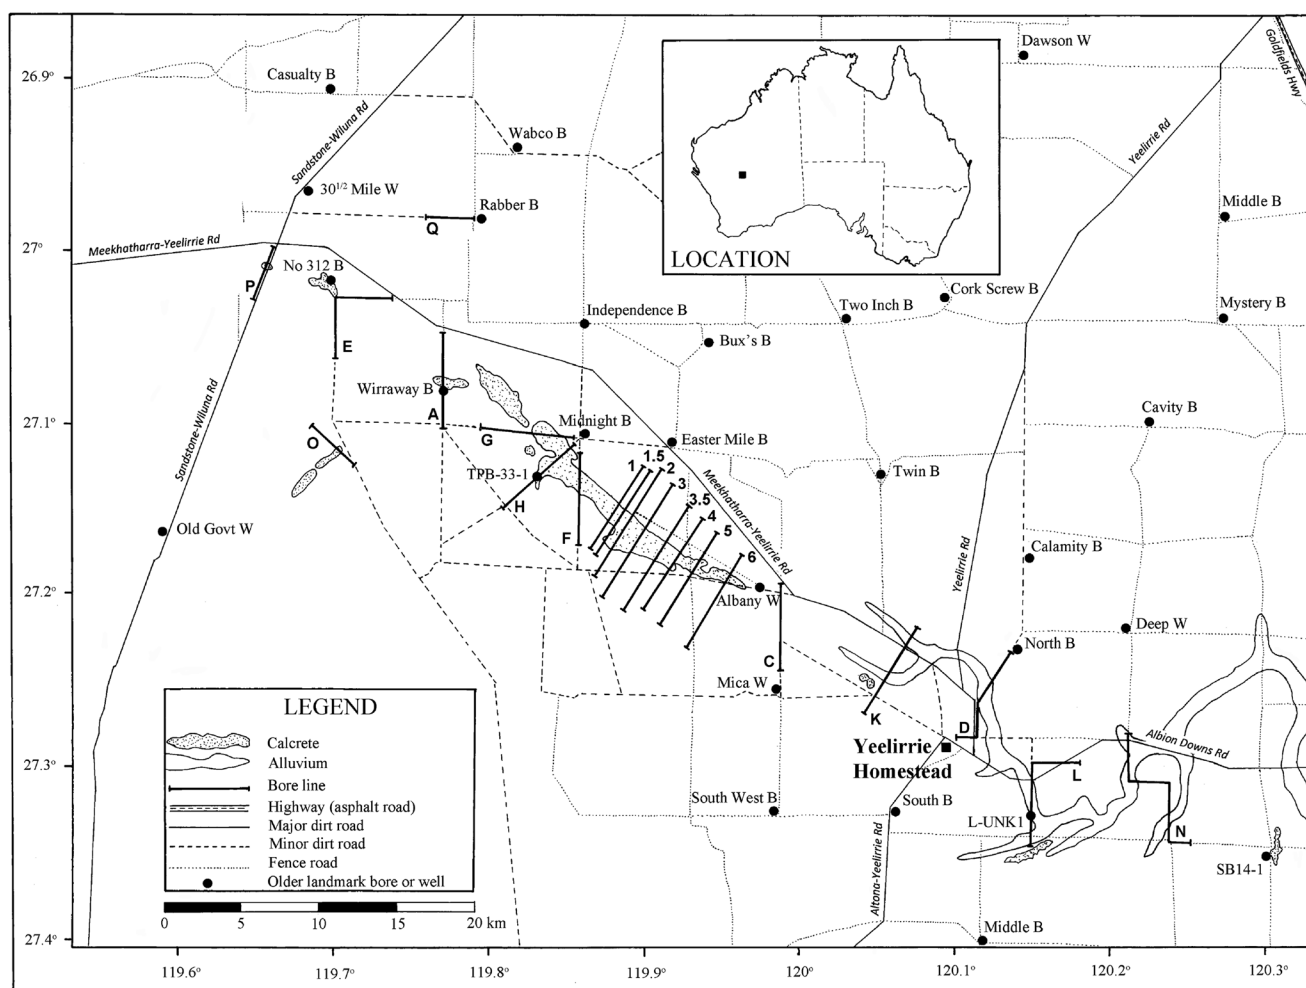 Dawson W
Goldfields Hwy
26.9°
Casualty B
Sandstone-Wiluna Rd
Wabco B
Yeelirrie Rd
30 1/2 Mile W
Rabber B
Middle B
Q
LOCATION
27°
Meekhatharra-Yeelirrie Rd
No 312 B
P
Cork Screw B
Two Inch B
Mystery B
Independence B
Bux's B
E
Wirraway B
Sandstone-Wiluna Rd
A
27.1°
G
Midnight B
Easter Mile B
Cavity B
O
TPB-33-1
H
F
1
1.5
2
3
3.5
4
5
6
Meekhatharra-Yeelirrie Rd
Twin B
Old Govt W
Calamity B
Yeelirrie Rd
27.2°
Albany W
Deep W
North B
C
Mica W
K
D
Yeelirrie
Homestead
Albion Downs Rd
L
27.3°
South West B
South B
L-UNK1
N
SB14-1
Altona-Yeelirrie Rd
Middle B
27.4°
LEGEND
Calcrete
Alluvium
Bore line
Highway (asphalt road)
Major dirt road
Minor dirt road
Fence road
Older landmark bore or well
0 5 10 15 20 km
119.6° 119.7° 119.8° 119.9° 120° 120.1° 120.2° 120.3°